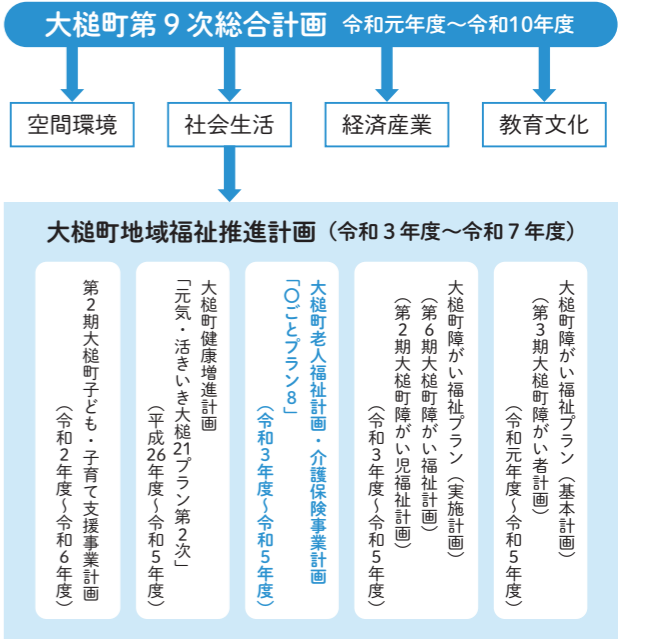 大槌町第9次総合計画 令和元年度～令和10年度
空間環境
社会生活
経済産業
教育文化
大槌町地域福祉推進計画（令和3年度～令和7年度）
大槌町障がい福祉プラン（基本計画）
（第3期大槌町障がい者計画）
（令和元年度～令和5年度）
大槌町障がい福祉プラン（実施計画）
（第6期大槌町障がい福祉計画）
（第2期大槌町障がい児福祉計画）
（令和3年度～令和5年度）
大槌町老人福祉計画・介護保険事業計画
「〇ごとプラン8」
（令和3年度～令和5年度）
大槌町健康増進計画
「元気・活きいき大槌21プラン第2次」
（平成26年度～令和5年度）
第2期大槌町子ども・子育て支援事業計画
（令和2年度～令和6年度）